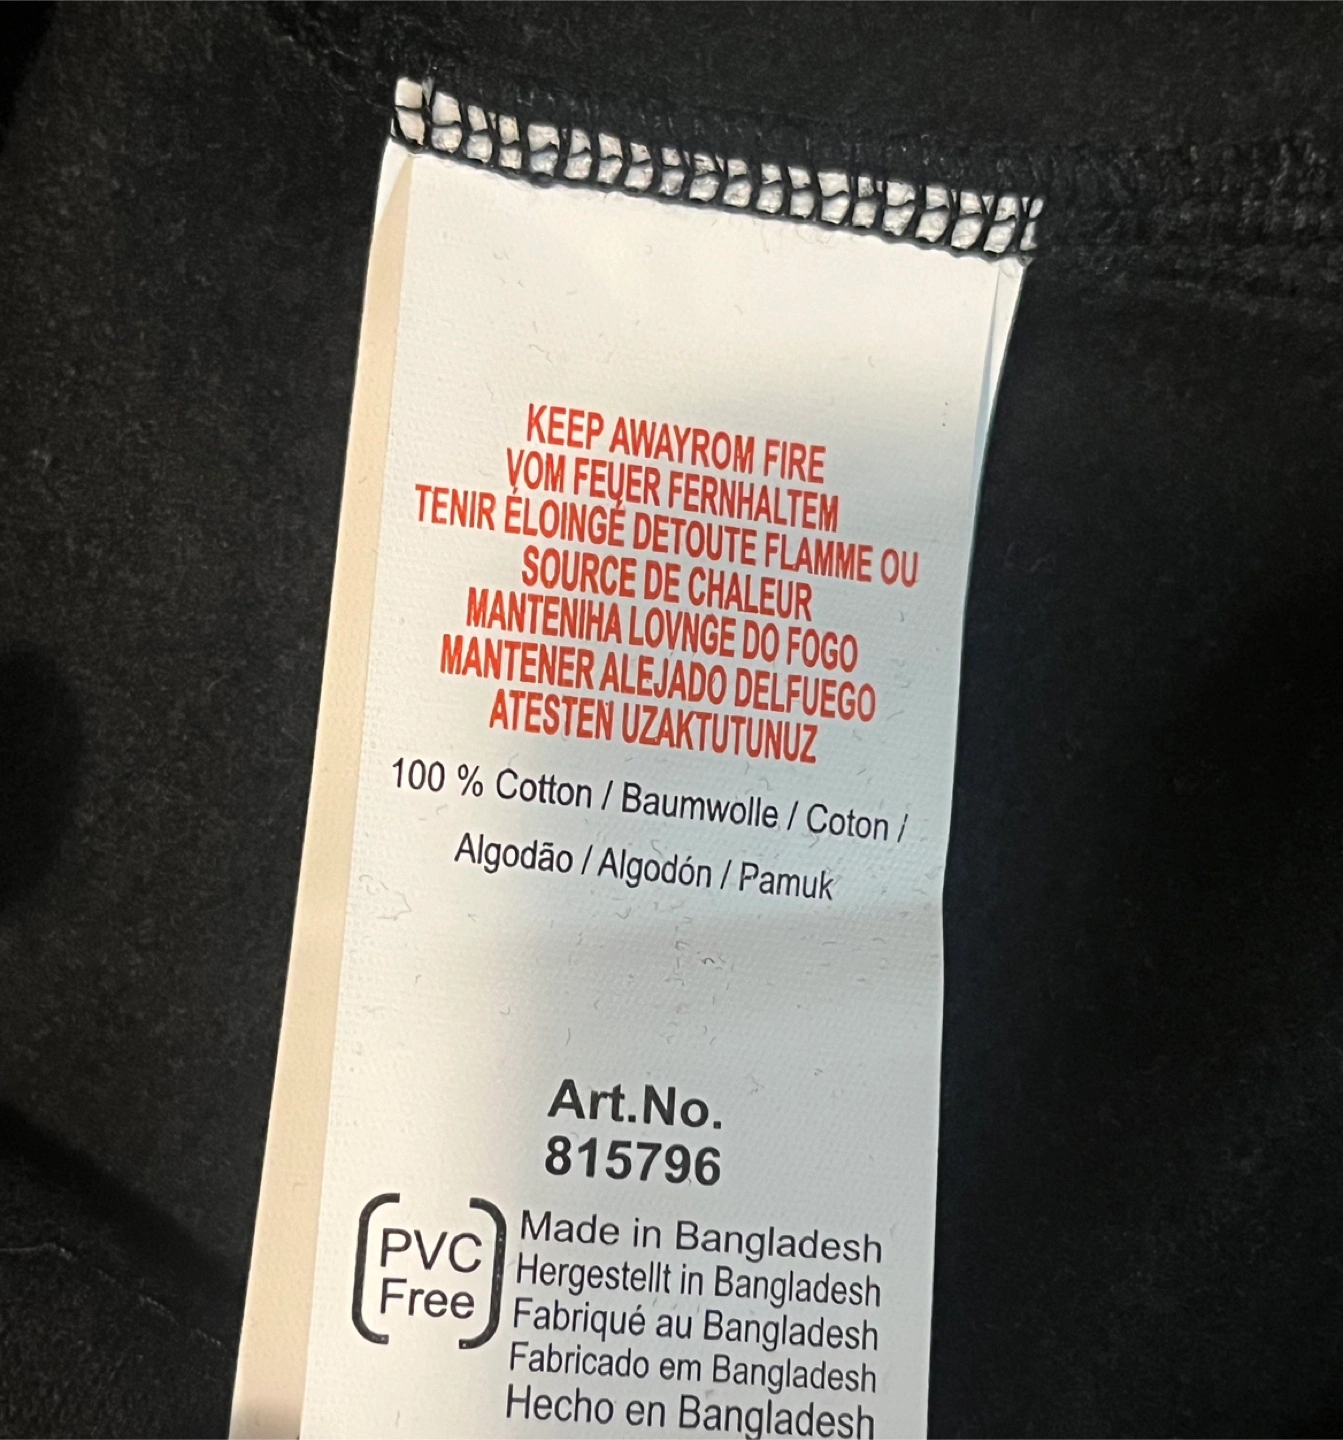 KEEP AWAYROM FIRE
VOM FEUER FERNHALTEM
TENIR ÉLOINGÉ DETOUTE FLAMME OU
SOURCE DE CHALEUR
MANTENIHA LOVNGE DO FOGO
MANTENER ALEJADO DELFUEGO
ATESTEN UZAKTUTUNUZ
100 % Cotton / Baumwolle / Coton /
Algodão / Algodón / Pamuk
Art.No.
815796
PVC
Free
Made in Bangladesh
Hergestellt in Bangladesh
Fabriqué au Bangladesh
Fabricado em Bangladesh
Hecho en Bangladesh